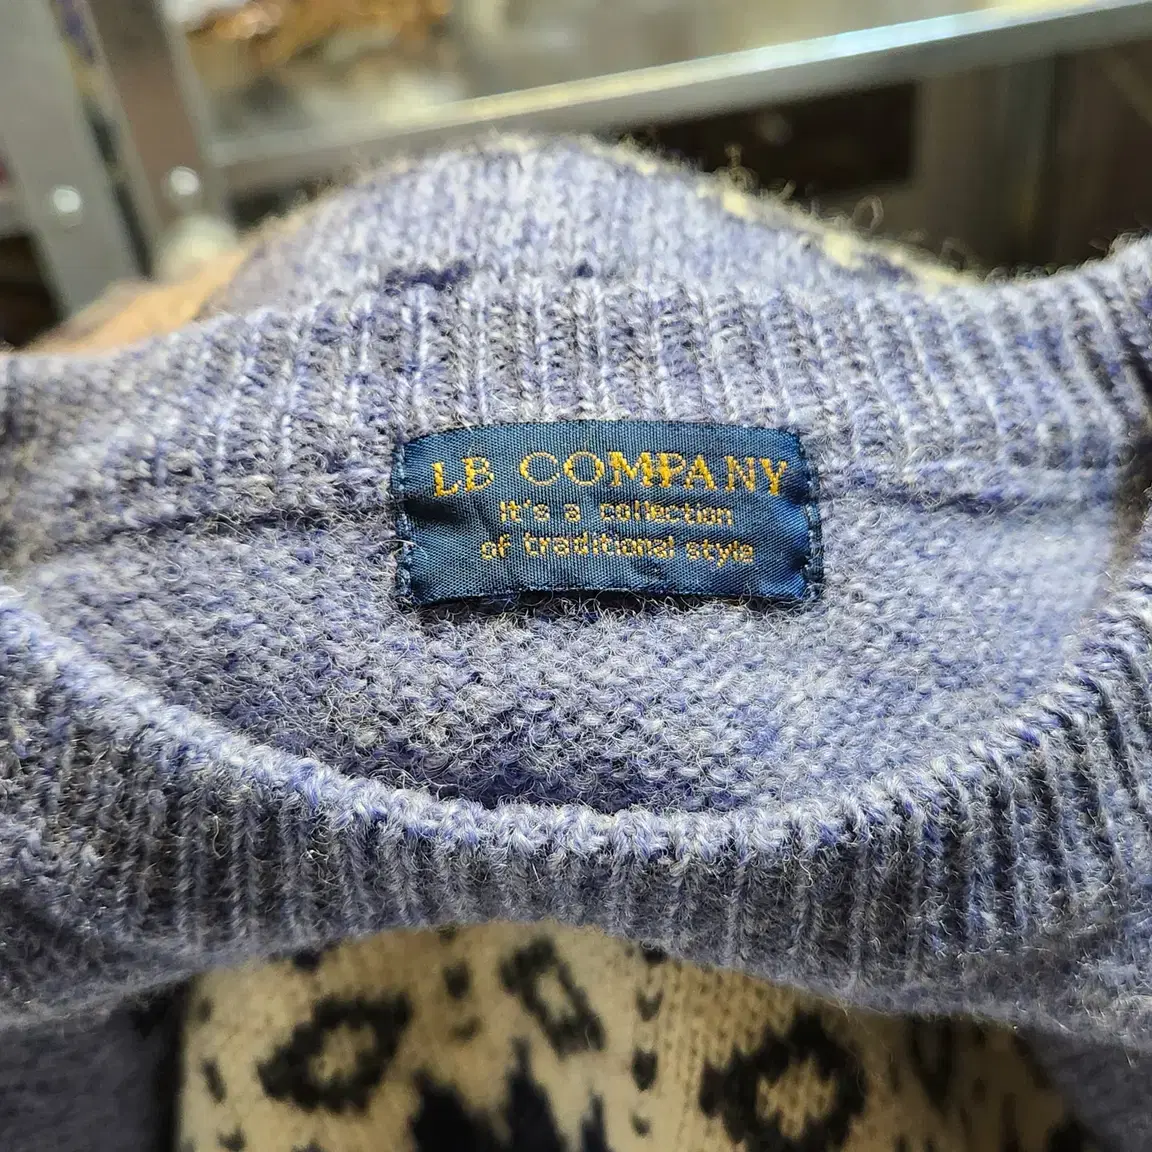 LB COMPANY
It's a collection
of traditional style